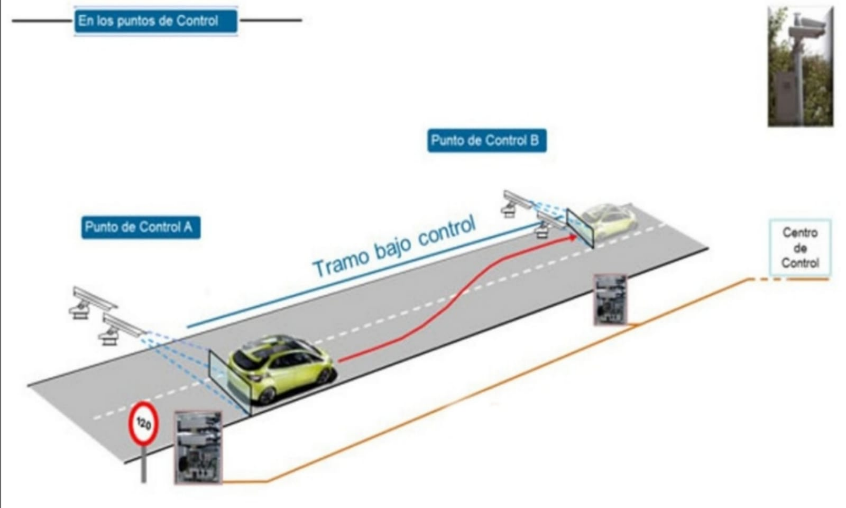 En los puntos de Control
Punto de Control B
Punto de Control A
Tramo bajo control
Centro
de
Control
120